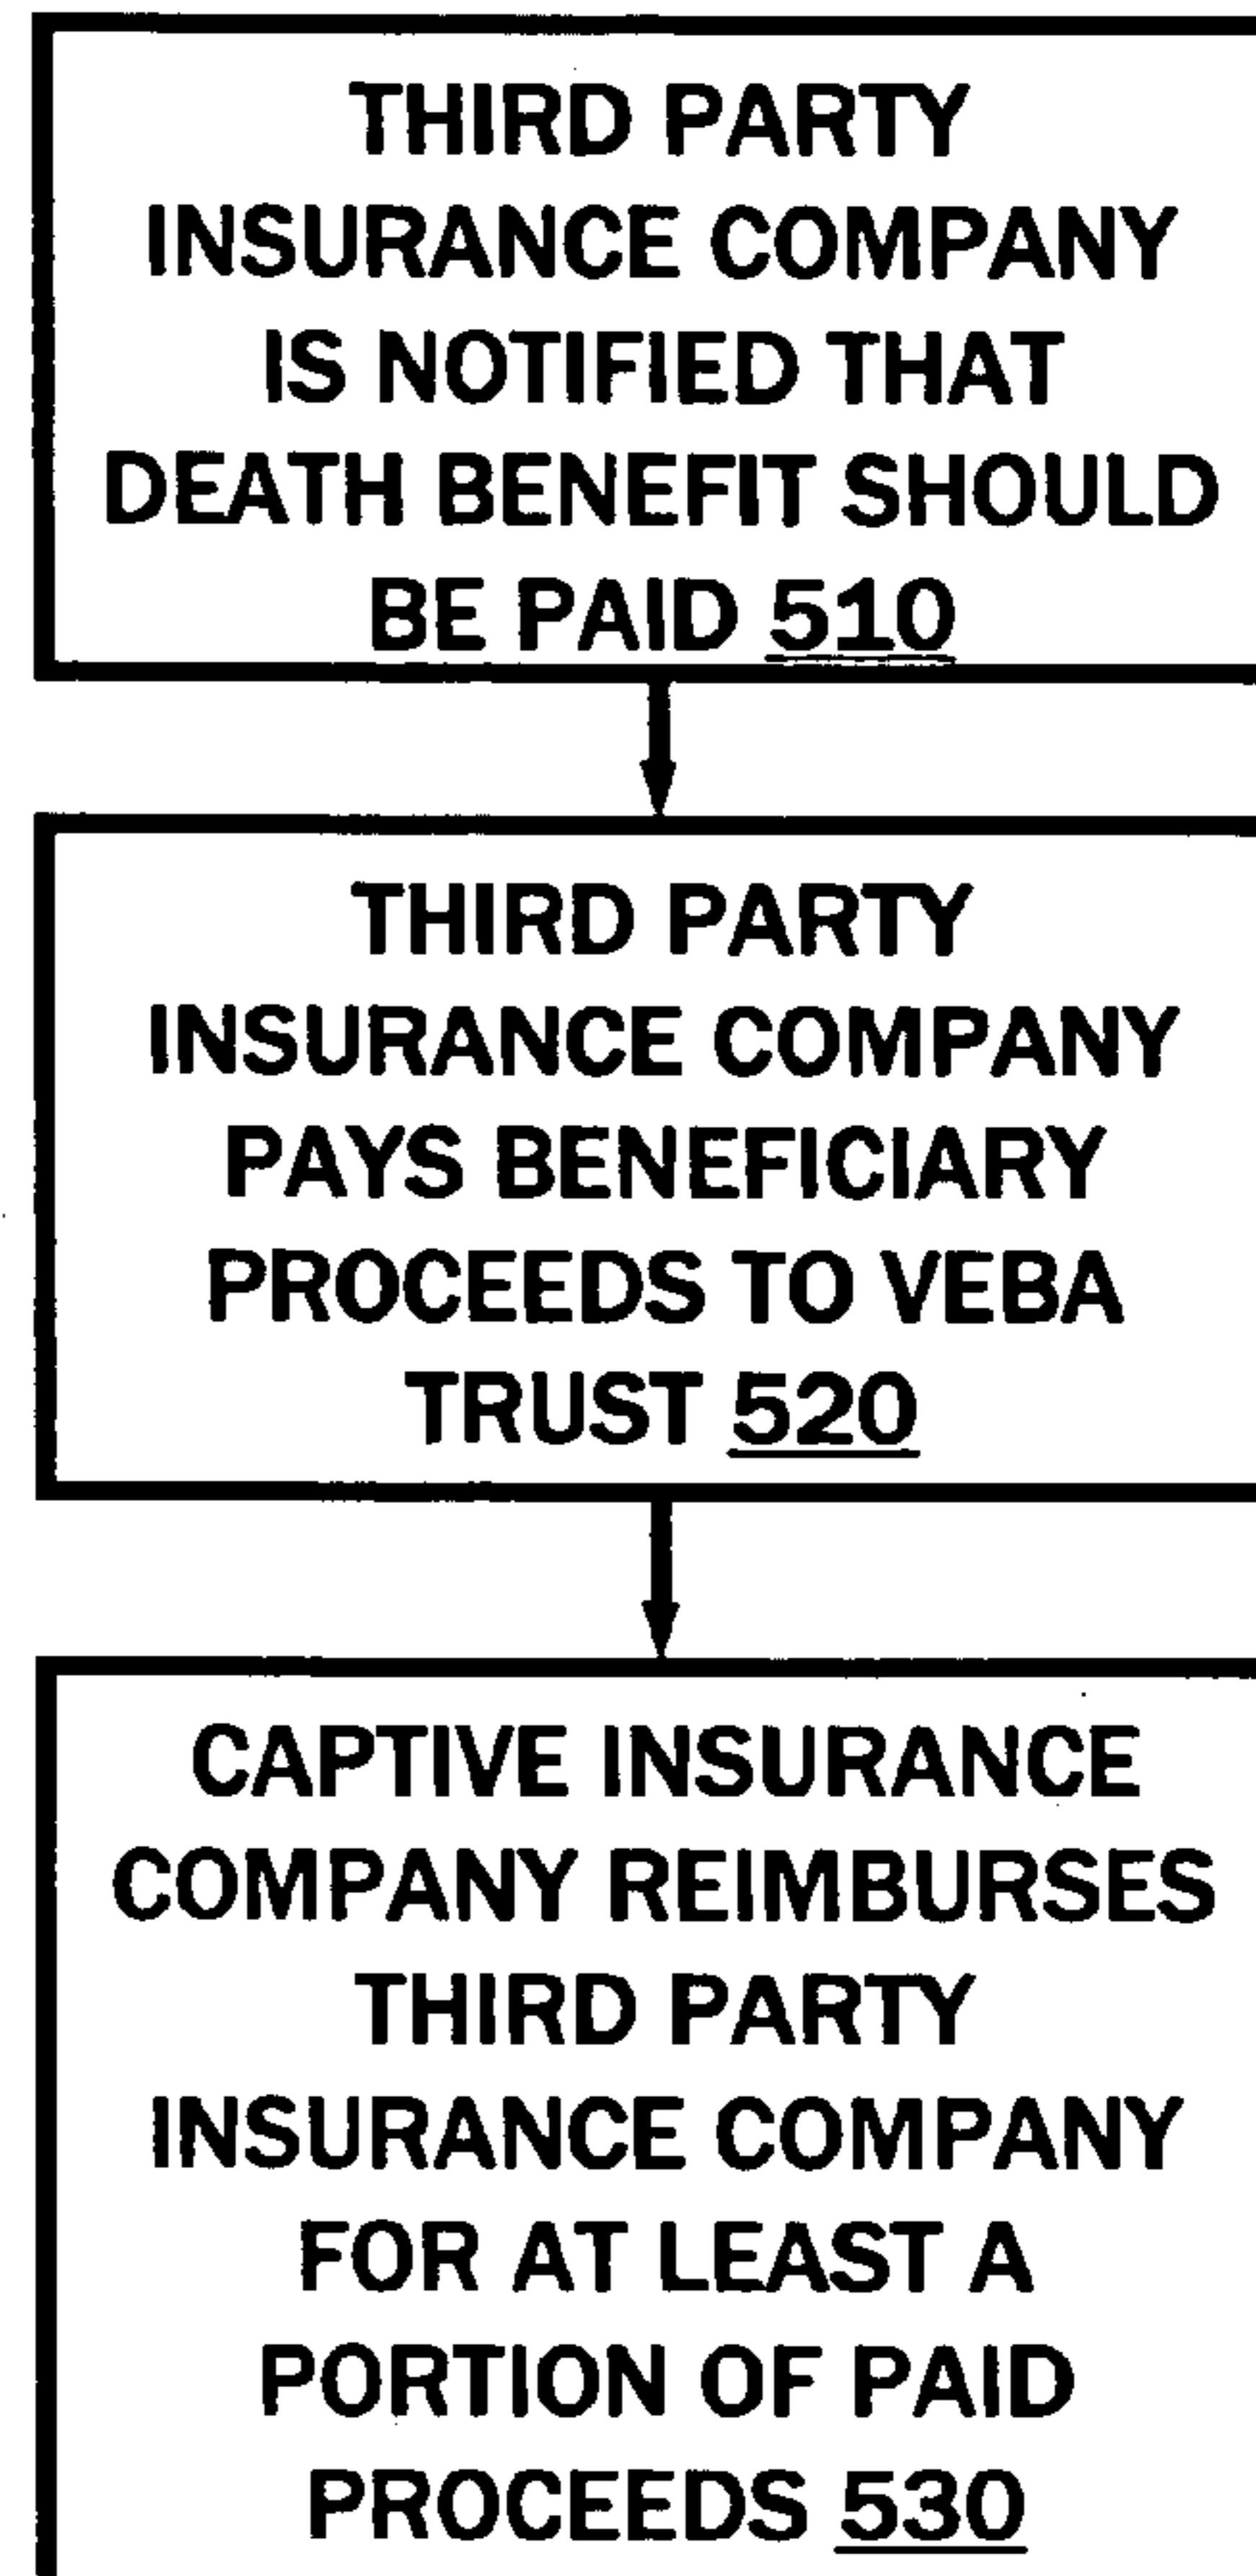 THIRD PARTY
INSURANCE COMPANY
IS NOTIFIED THAT
DEATH BENEFIT SHOULD
BE PAID 510
THIRD PARTY
INSURANCE COMPANY
PAYS BENEFICIARY
PROCEEDS TO VEBA
TRUST 520
CAPTIVE INSURANCE
COMPANY REIMBURSES
THIRD PARTY
INSURANCE COMPANY
FOR AT LEAST A
PORTION OF PAID
PROCEEDS 530